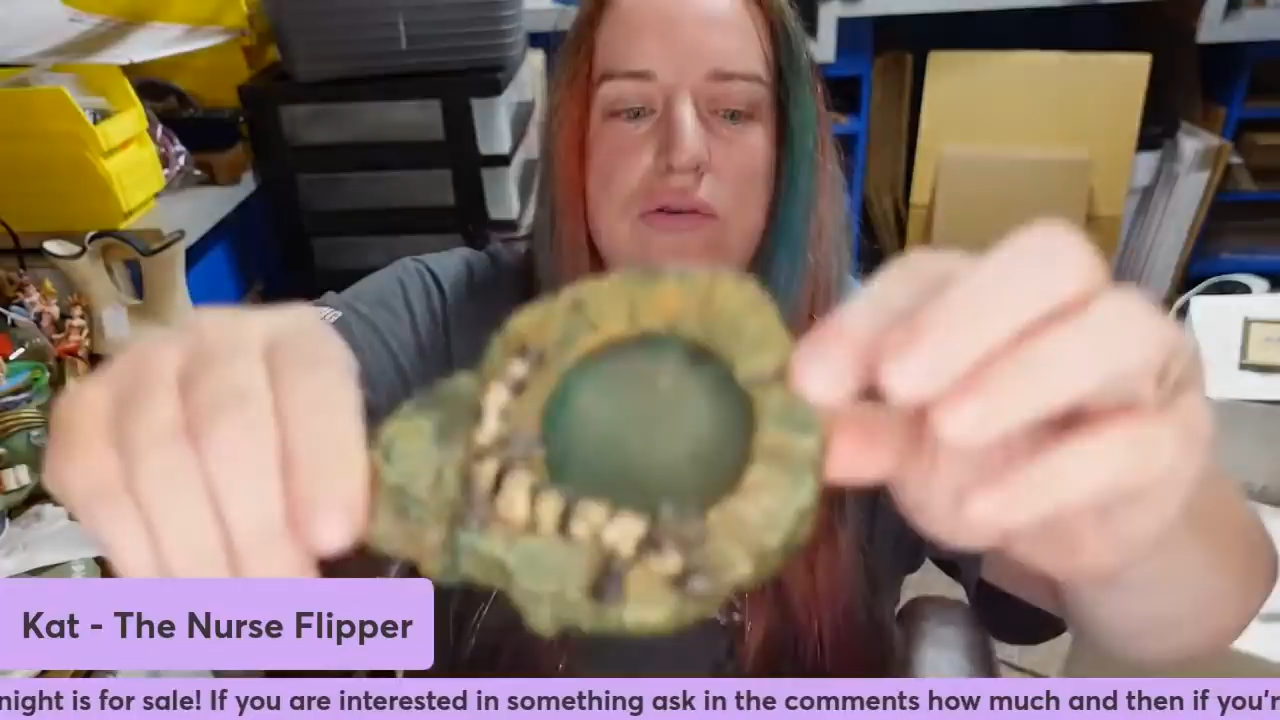 Kat - The Nurse Flipper
night is for sale! If you are interested in something ask in the comments how much and then if you'r